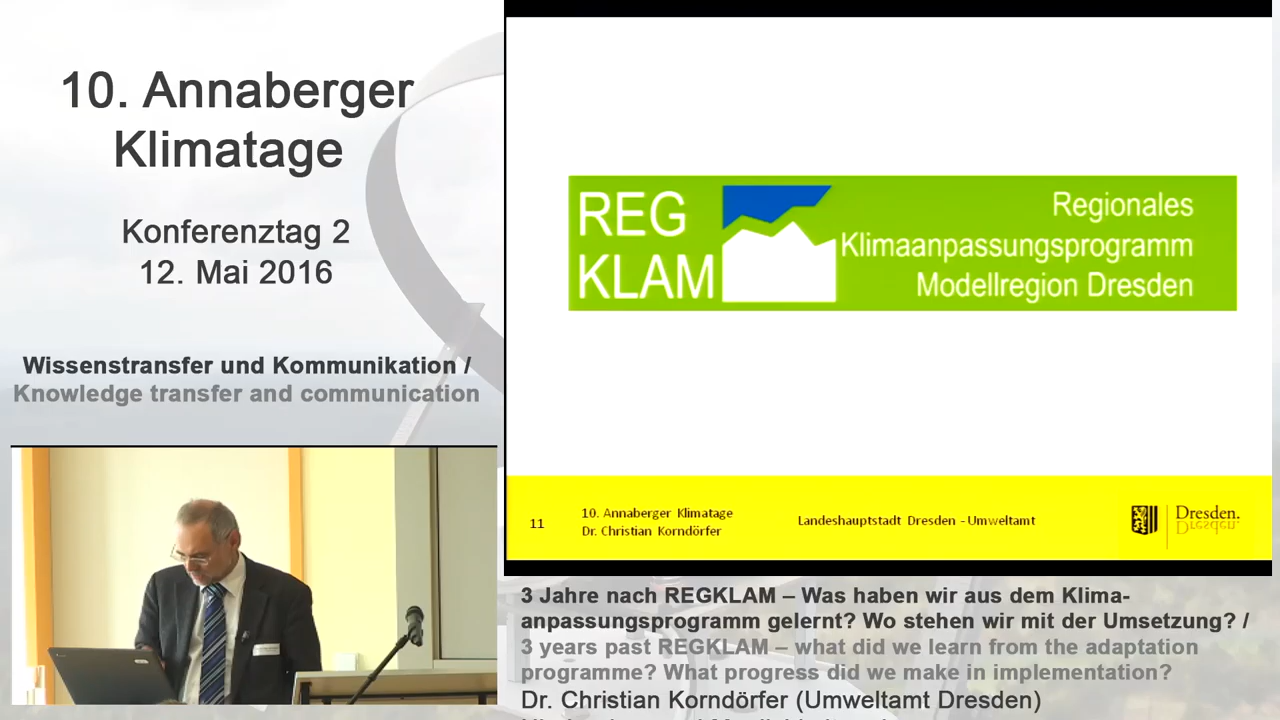 10. Annaberger
Klimatage
Konferenztag 2
12. Mai 2016
Wissenstransfer und Kommunikation /
Knowledge transfer and communication
REG
KLAM
Regionales
Klimaanpassungsprogramm
Modellregion Dresden
11
10. Annaberger Klimatage
Dr. Christian Korndörfer
Landeshauptstadt Dresden - Umweltamt
Dresden.
Dresden.
3 Jahre nach REGKLAM – Was haben wir aus dem Klima-
anpassungsprogramm gelernt? Wo stehen wir mit der Umsetzung? /
3 years past REGKLAM – what did we learn from the adaptation
programme? What progress did we make in implementation?
Dr. Christian Korndörfer (Umweltamt Dresden)